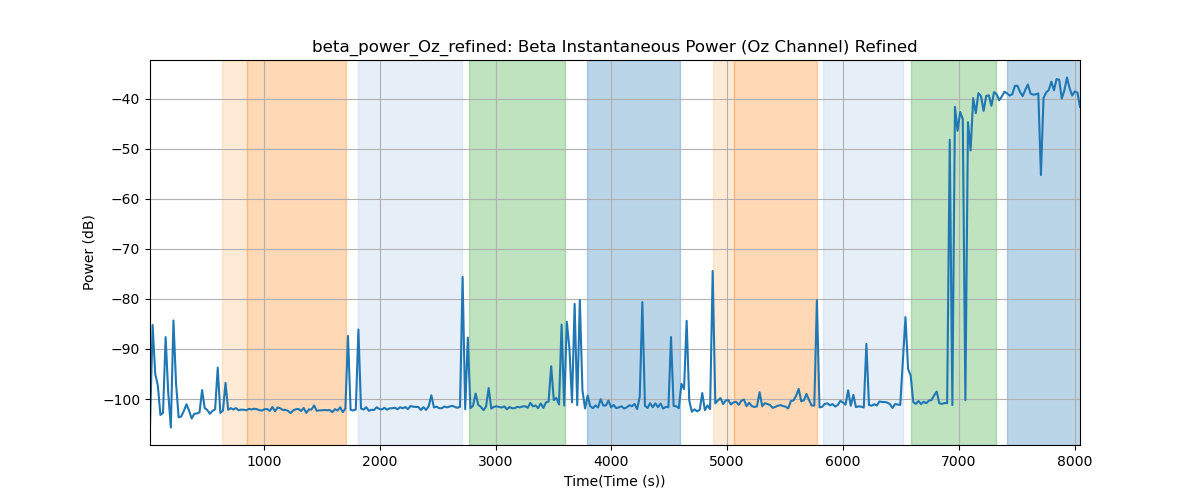 beta_power_Oz_refined: Beta Instantaneous Power (Oz Channel) Refined
Power (dB)
−40
−50
−60
−70
−80
−90
−100
1000 2000 3000 4000 5000 6000 7000 8000
Time(Time (s))